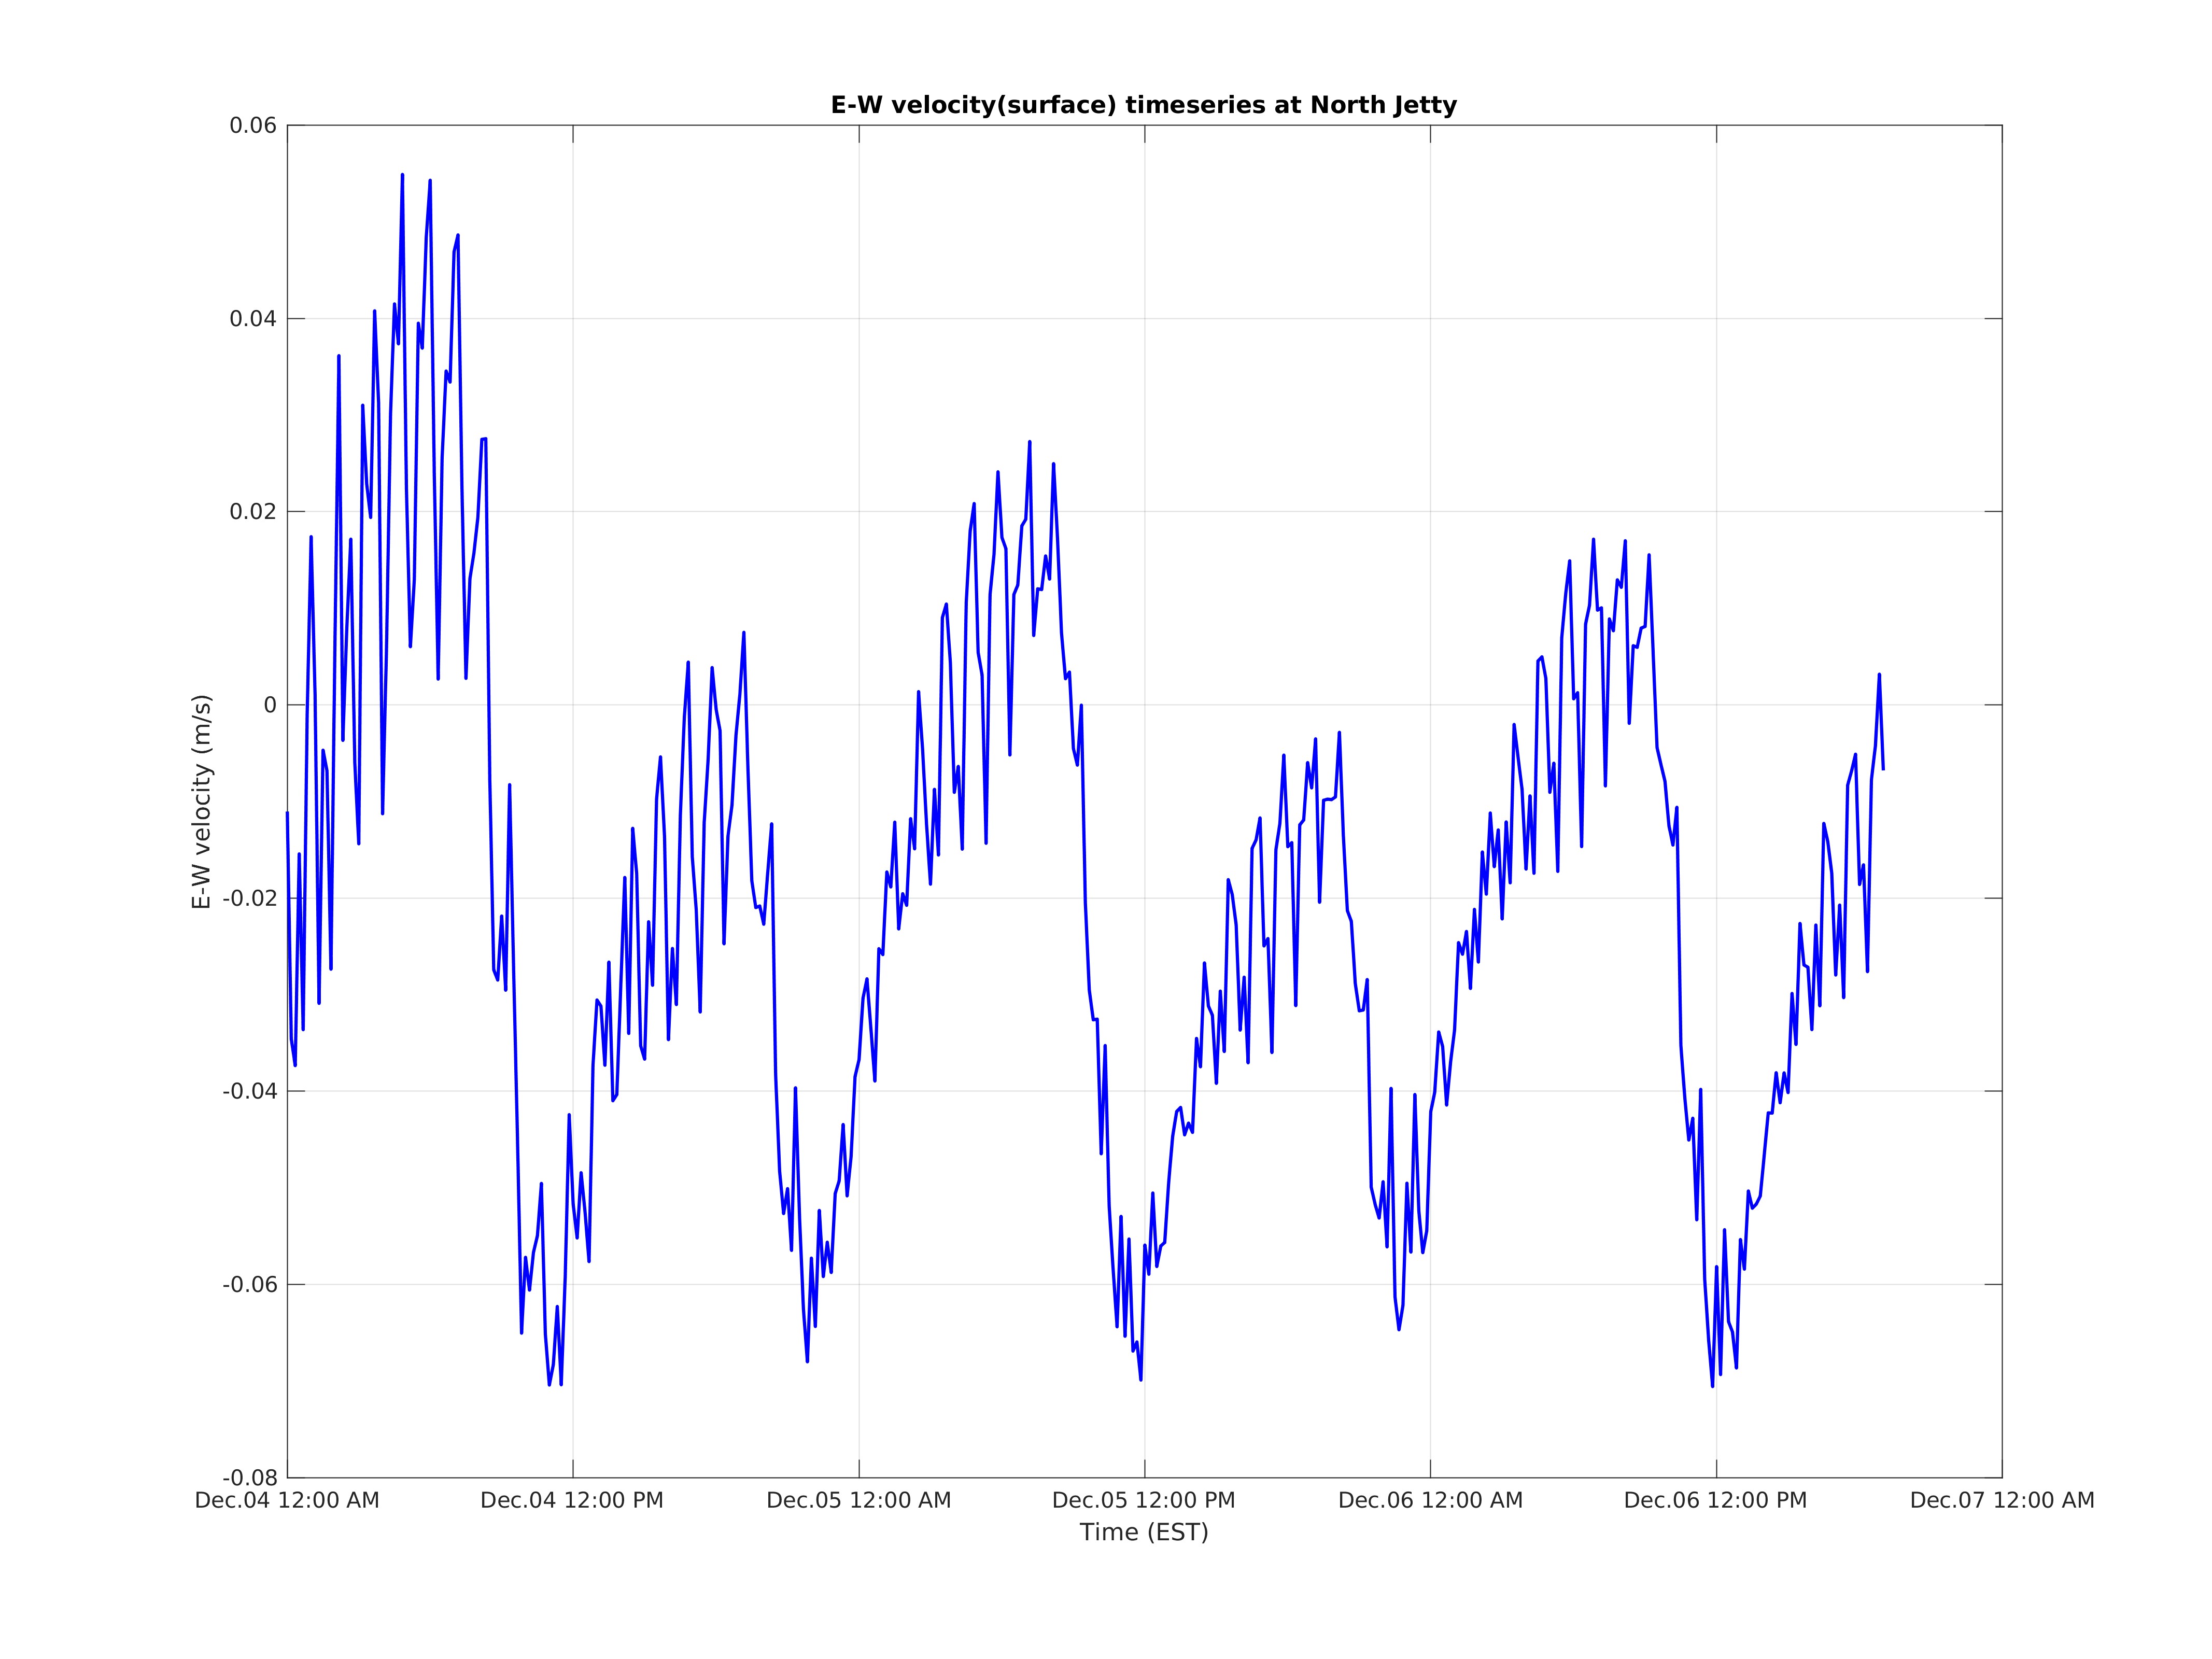 E-W velocity(surface) timeseries at North Jetty
0.06
0.04
0.02
0
-0.02
-0.04
-0.06
-0.08
E-W velocity (m/s)
Dec.04 12:00 AM Dec.04 12:00 PM Dec.05 12:00 AM Dec.05 12:00 PM Dec.06 12:00 AM Dec.06 12:00 PM Dec.07 12:00 AM
Time (EST)